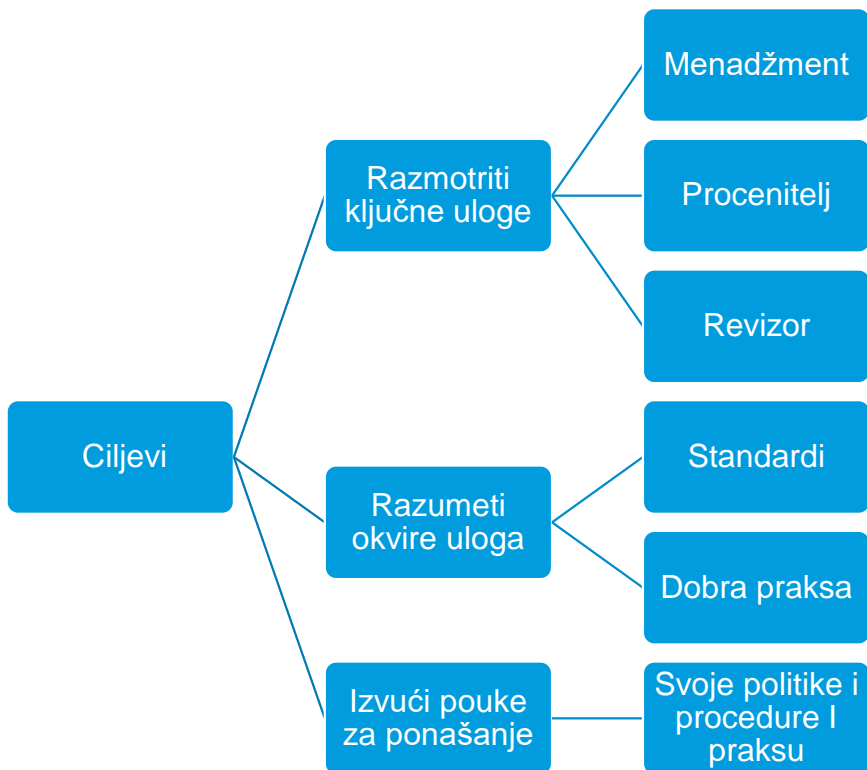 Ciljevi
Razmotriti
ključne uloge
Menadžment
Procenitelj
Revizor
Razumeti
okvire uloga
Standardi
Dobra praksa
Izvući pouke
za ponašanje
Svoje politike i
procedure I
praksu